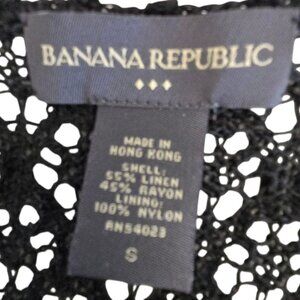 BANANA REPUBLIC
MADE IN
HONG KONG
SHELL:
55% LINEN
45% RAYON
LINING:
100% NYLON
RN54023
S